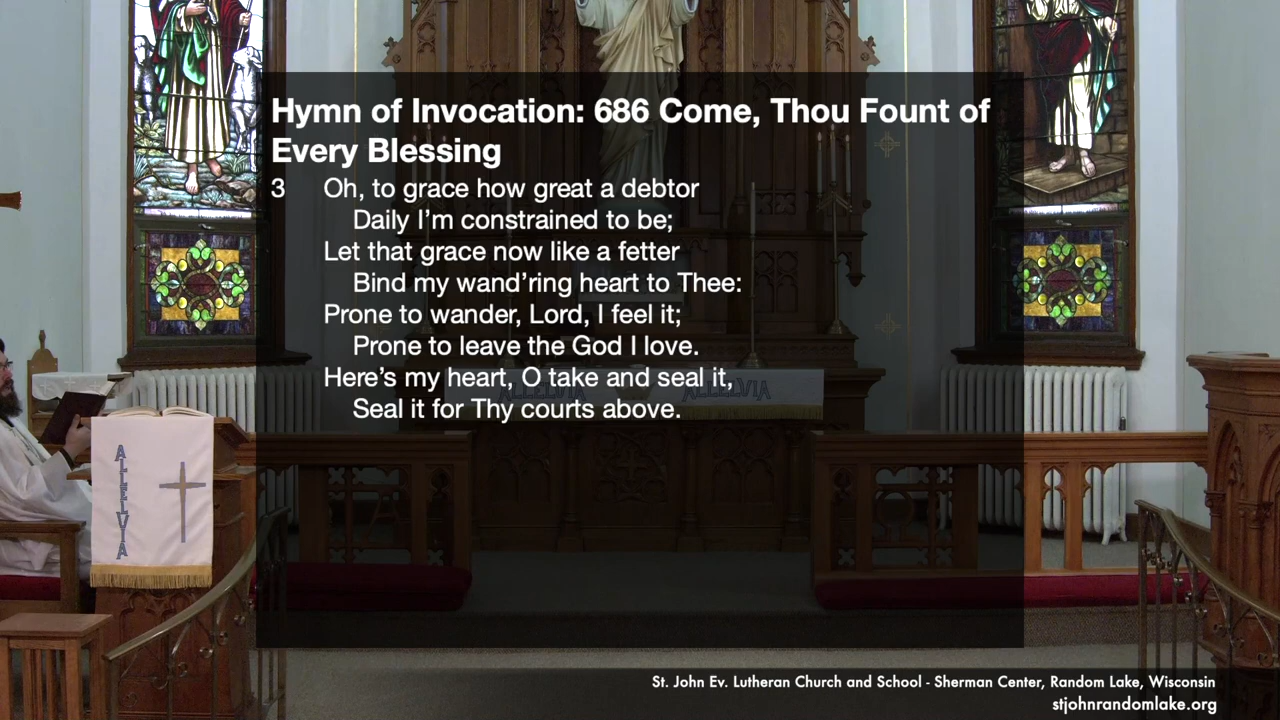 Hymn of Invocation: 686 Come, Thou Fount of
Every Blessing
3 Oh, to grace how great a debtor
Daily I’m constrained to be;
Let that grace now like a fetter
Bind my wand’ring heart to Thee:
Prone to wander, Lord, I feel it;
Prone to leave the God I love.
Here’s my heart, O take and seal it,
Seal it for Thy courts above.
ALLELVIA ALLELVIA
ALLELVIA
St. John Ev. Lutheran Church and School - Sherman Center, Random Lake, Wisconsin
stjohnrandomlake.org